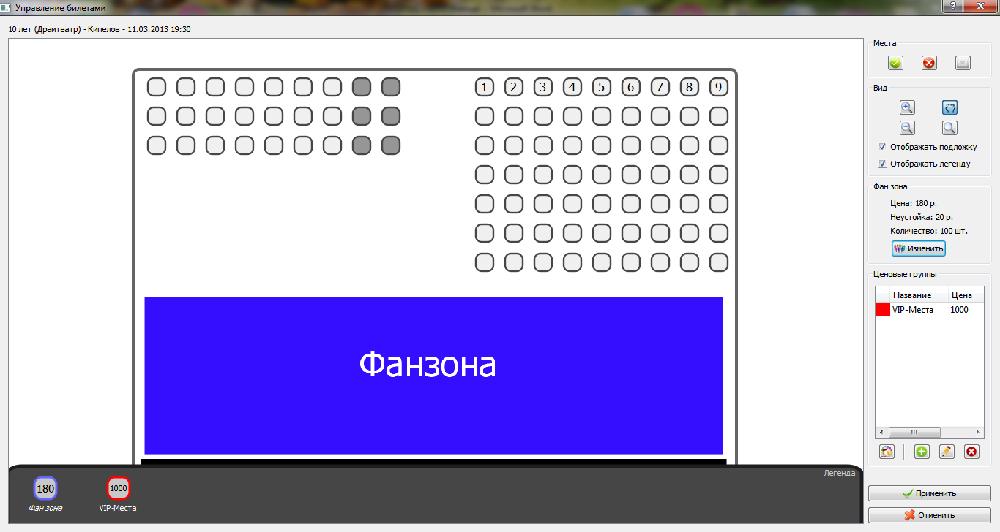 Управление билетами
10 лет (Драмтеатр) - Кипелов - 11.03.2013 19:30
1 2 3 4 5 6 7 8 9
Фанзона
Легенда
180 1000
Фан зона VIP-Места
Места
Вид
Отображать подложку
Отображать легенду
Фан зона
Цена: 180 р.
Неустойка: 20 р.
Количество: 100 шт.
Изменить
Ценовые группы
Название Цена
VIP-Места 1000
Применить
Отменить